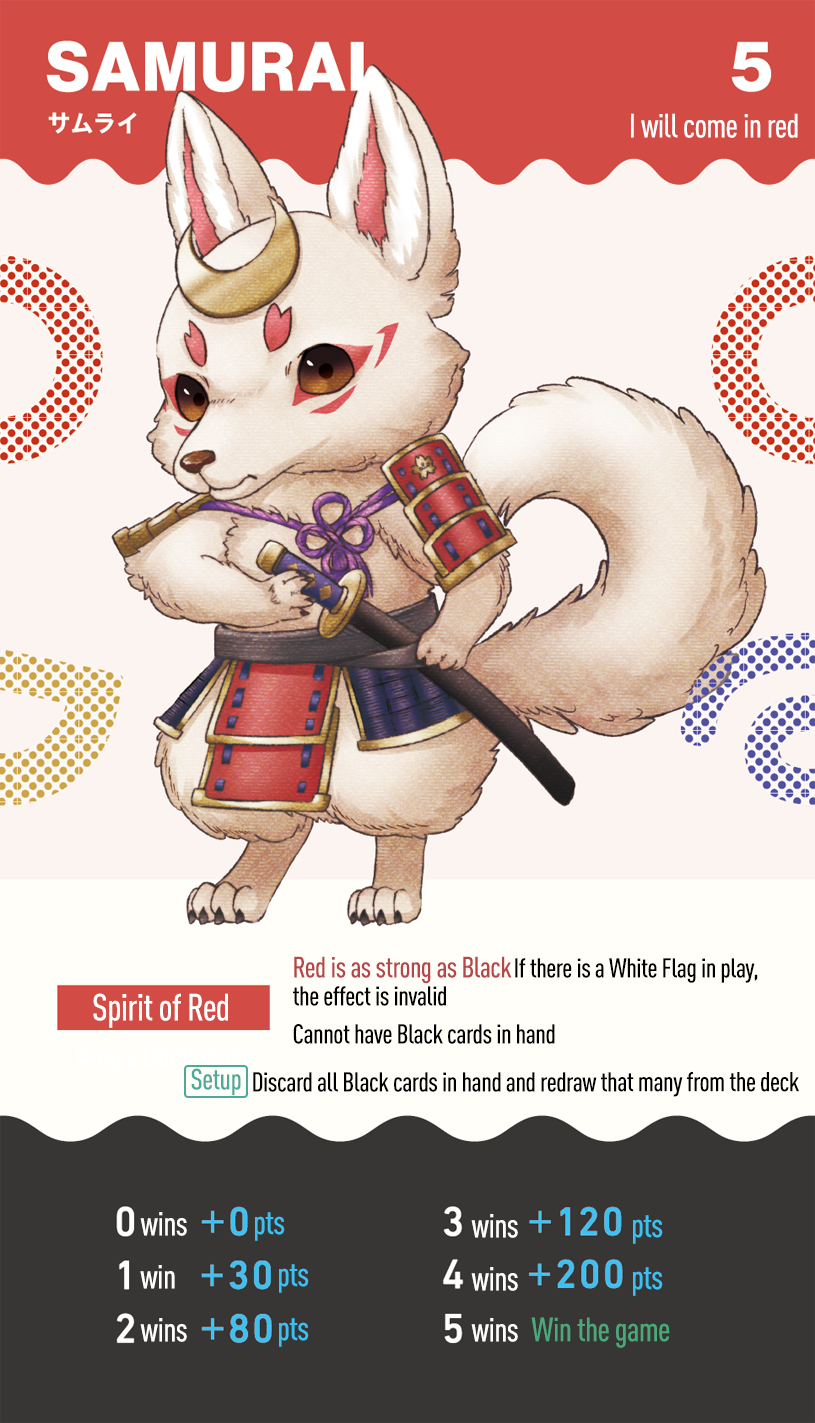 SAMURAI
サムライ
5
I will come in red
Spirit of Red
Red is as strong as Black If there is a White Flag in play,
the effect is invalid
Cannot have Black cards in hand
Setup Discard all Black cards in hand and redraw that many from the deck
0 wins +0 pts
1 win +30 pts
2 wins +80 pts
3 wins +120 pts
4 wins +200 pts
5 wins Win the game